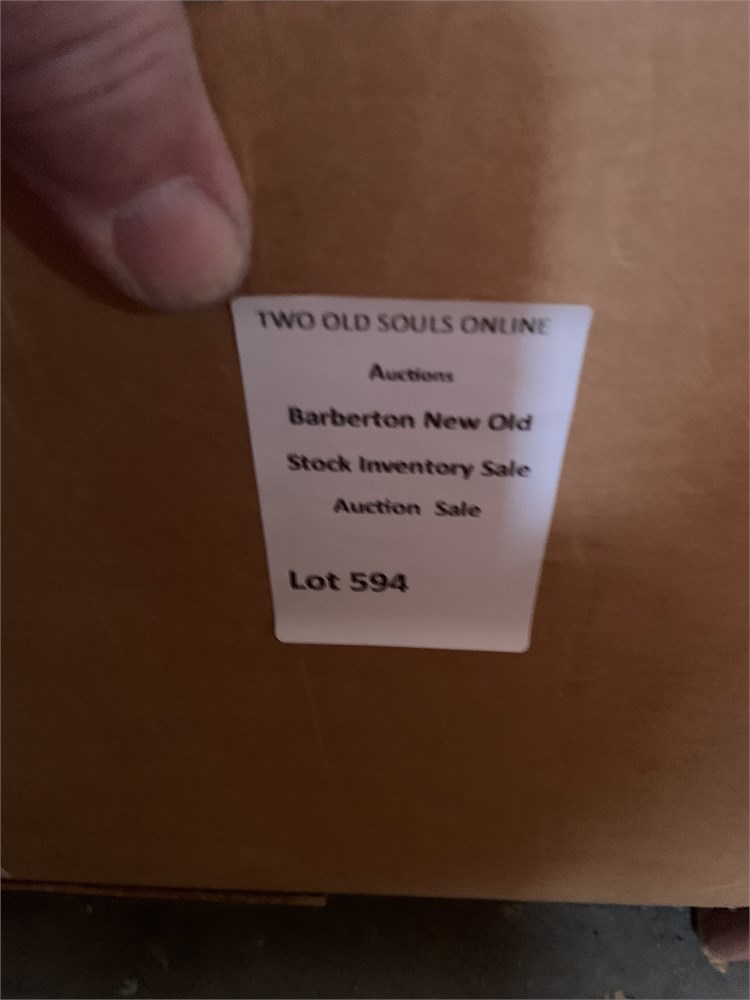 TWO OLD SOULS ONLINE
Auctions
Barberton New Old
Stock Inventory Sale
Auction Sale
Lot 594